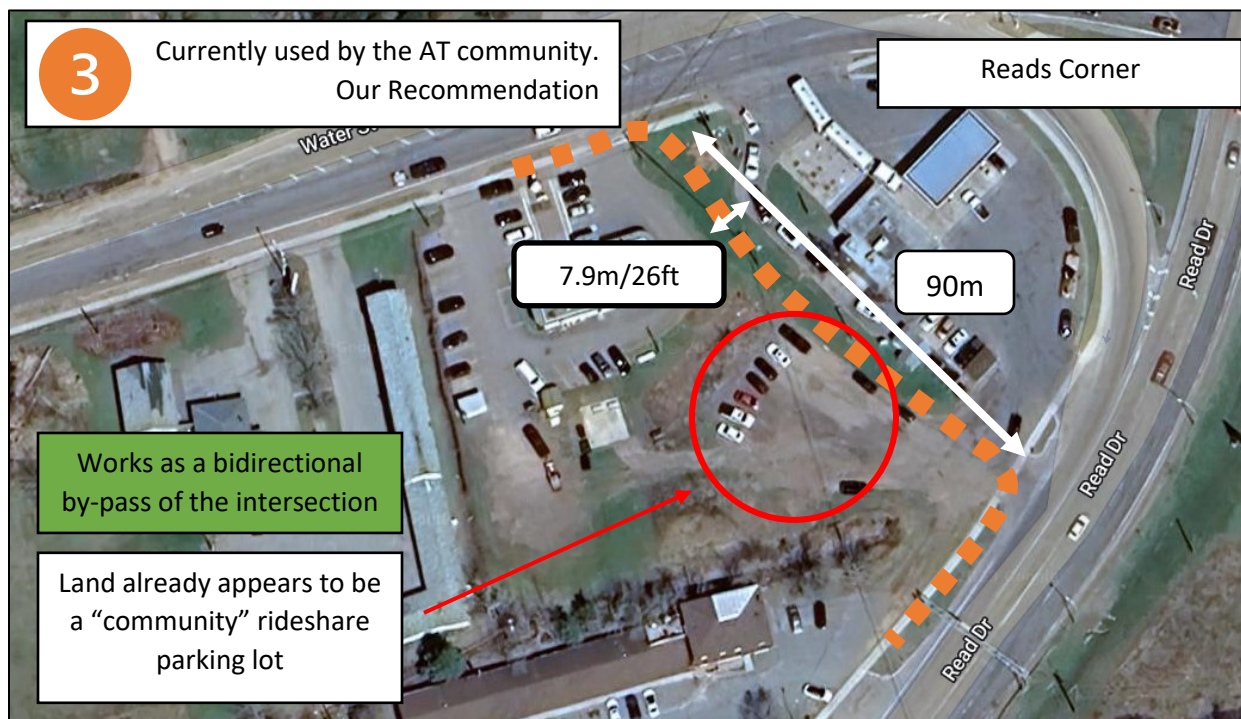 3
Currently used by the AT community.
Our Recommendation
Reads Corner
Water S
Read Dr
7.9m/26ft
90m
Works as a bidirectional
by-pass of the intersection
Read Dr
Land already appears to be
a “community” rideshare
parking lot
Read Dr